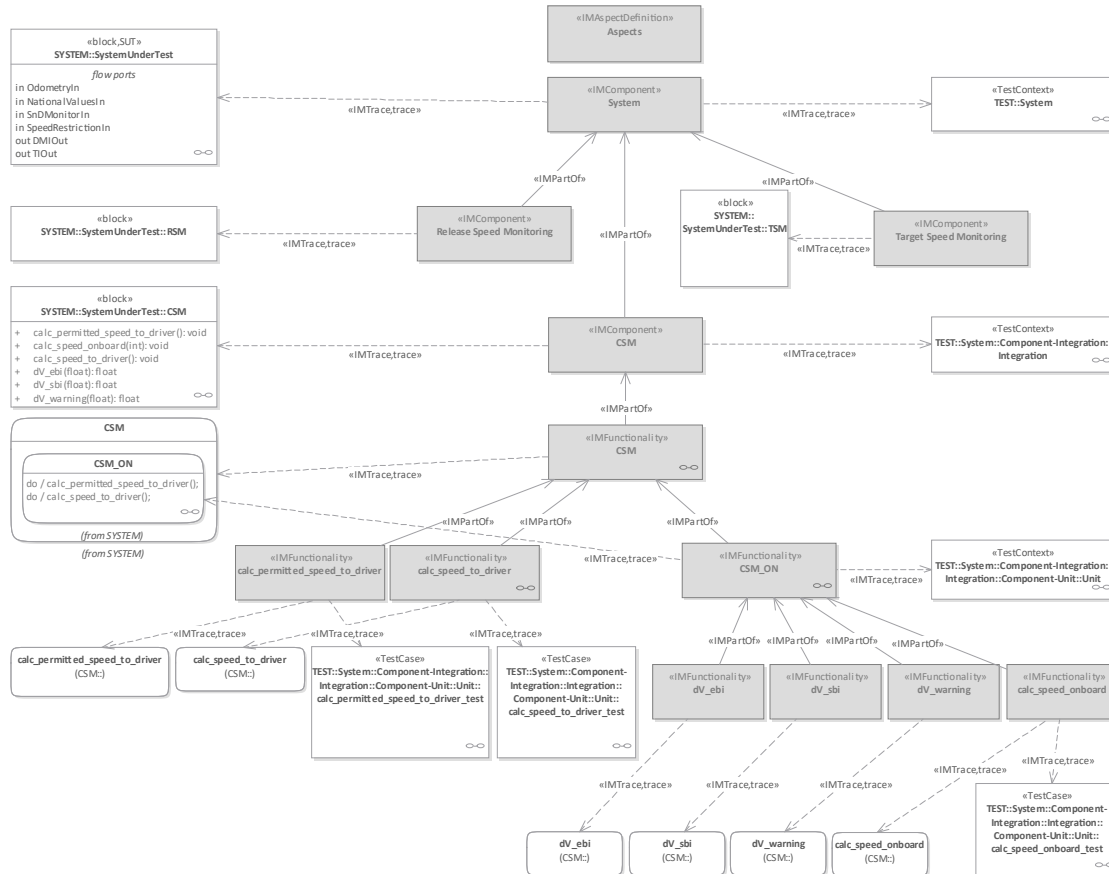 «IMAspectDefinition»
Aspects
«block,SUT»
SYSTEM::SystemUnderTest
flow ports
in OdometryIn
in NationalValuesIn
in SnDMonitorIn
in SpeedRestrictionIn
out DMIOut
out TIOut
«IMComponent»
System
«TestContext»
TEST::System
«IMTrace,trace»
«IMTrace,trace»
«IMPartOf»
«IMPartOf»
«IMPartOf»
«block»
SYSTEM::SystemUnderTest::RSM
«IMTrace,trace»
«IMComponent»
Release Speed Monitoring
«block»
SYSTEM::
SystemUnderTest::TSM
«IMTrace,trace»
«IMComponent»
Target Speed Monitoring
«block»
SYSTEM::SystemUnderTest::CSM
+ calc_permitted_speed_to_driver(): void
+ calc_speed_onboard(int): void
+ calc_speed_to_driver(): void
+ dV_ebi(float): float
+ dV_sbi(float): float
+ dV_warning(float): float
«IMTrace,trace»
«IMComponent»
CSM
«IMTrace,trace»
«TestContext»
TEST::System::Component-Integration::
Integration
«IMPartOf»
CSM
CSM_ON
do / calc_permitted_speed_to_driver();
do / calc_speed_to_driver();
(from SYSTEM)
(from SYSTEM)
«IMTrace,trace»
«IMFunctionality»
CSM
«IMPartOf»
«IMPartOf»
«IMPartOf»
«IMTrace,trace»
«IMFunctionality»
calc_permitted_speed_to_driver
«IMFunctionality»
calc_speed_to_driver
«IMFunctionality»
CSM_ON
«IMTrace,trace»
«TestContext»
TEST::System::Component-Integration::
Integration::Component-Unit::Unit
«IMTrace,trace»
«IMTrace,trace»
«IMPartOf»
«IMPartOf»
«IMPartOf»
«IMPartOf»
calc_permitted_speed_to_driver
(CSM::)
calc_speed_to_driver
(CSM::)
«TestCase»
TEST::System::Component-Integration::
Integration::Component-Unit::Unit::
calc_permitted_speed_to_driver_test
«TestCase»
TEST::System::Component-
Integration::Integration::
Component-Unit::Unit::
calc_speed_to_driver_test
«IMFunctionality»
dV_ebi
«IMFunctionality»
dV_sbi
«IMFunctionality»
dV_warning
«IMFunctionality»
calc_speed_onboard
«IMTrace,trace»
«IMTrace,trace»
«IMTrace,trace»
«IMTrace,trace»
«IMTrace,trace»
dV_ebi
(CSM::)
dV_sbi
(CSM::)
dV_warning
(CSM::)
calc_speed_onboard
(CSM::)
«TestCase»
TEST::System::Component-
Integration::Integration::
Component-Unit::Unit::
calc_speed_onboard_test